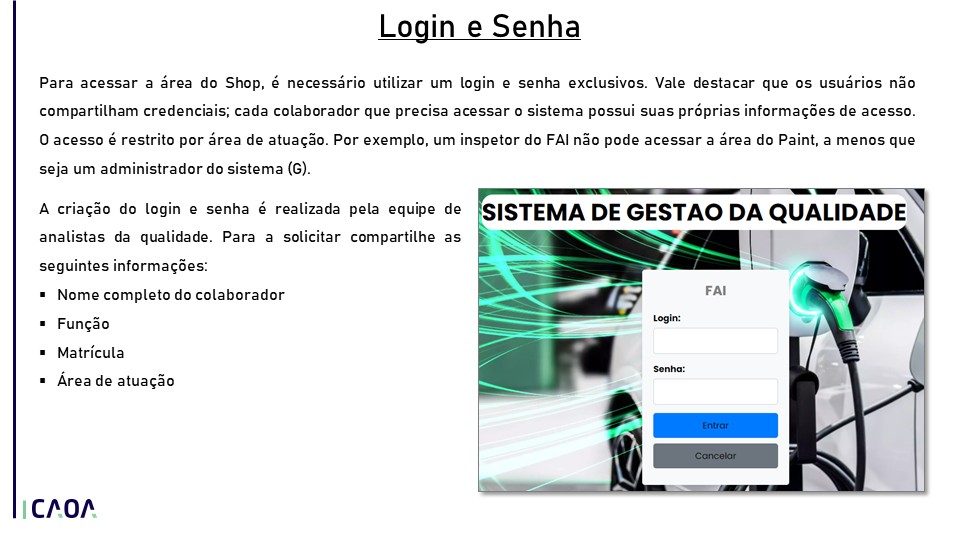 Login e Senha
Para acessar a área do Shop, é necessário utilizar um login e senha exclusivos. Vale destacar que os usuários não
compartilham credenciais; cada colaborador que precisa acessar o sistema possui suas próprias informações de acesso.
O acesso é restrito por área de atuação. Por exemplo, um inspetor do FAI não pode acessar a área do Paint, a menos que
seja um administrador do sistema (G).
A criação do login e senha é realizada pela equipe de
analistas da qualidade. Para a solicitar compartilhe as
seguintes informações:
▪ Nome completo do colaborador
▪ Função
▪ Matrícula
▪ Área de atuação
SISTEMA DE GESTAO DA QUALIDADE
FAI
Login:
Senha:
Entrar
Cancelar
CAOA